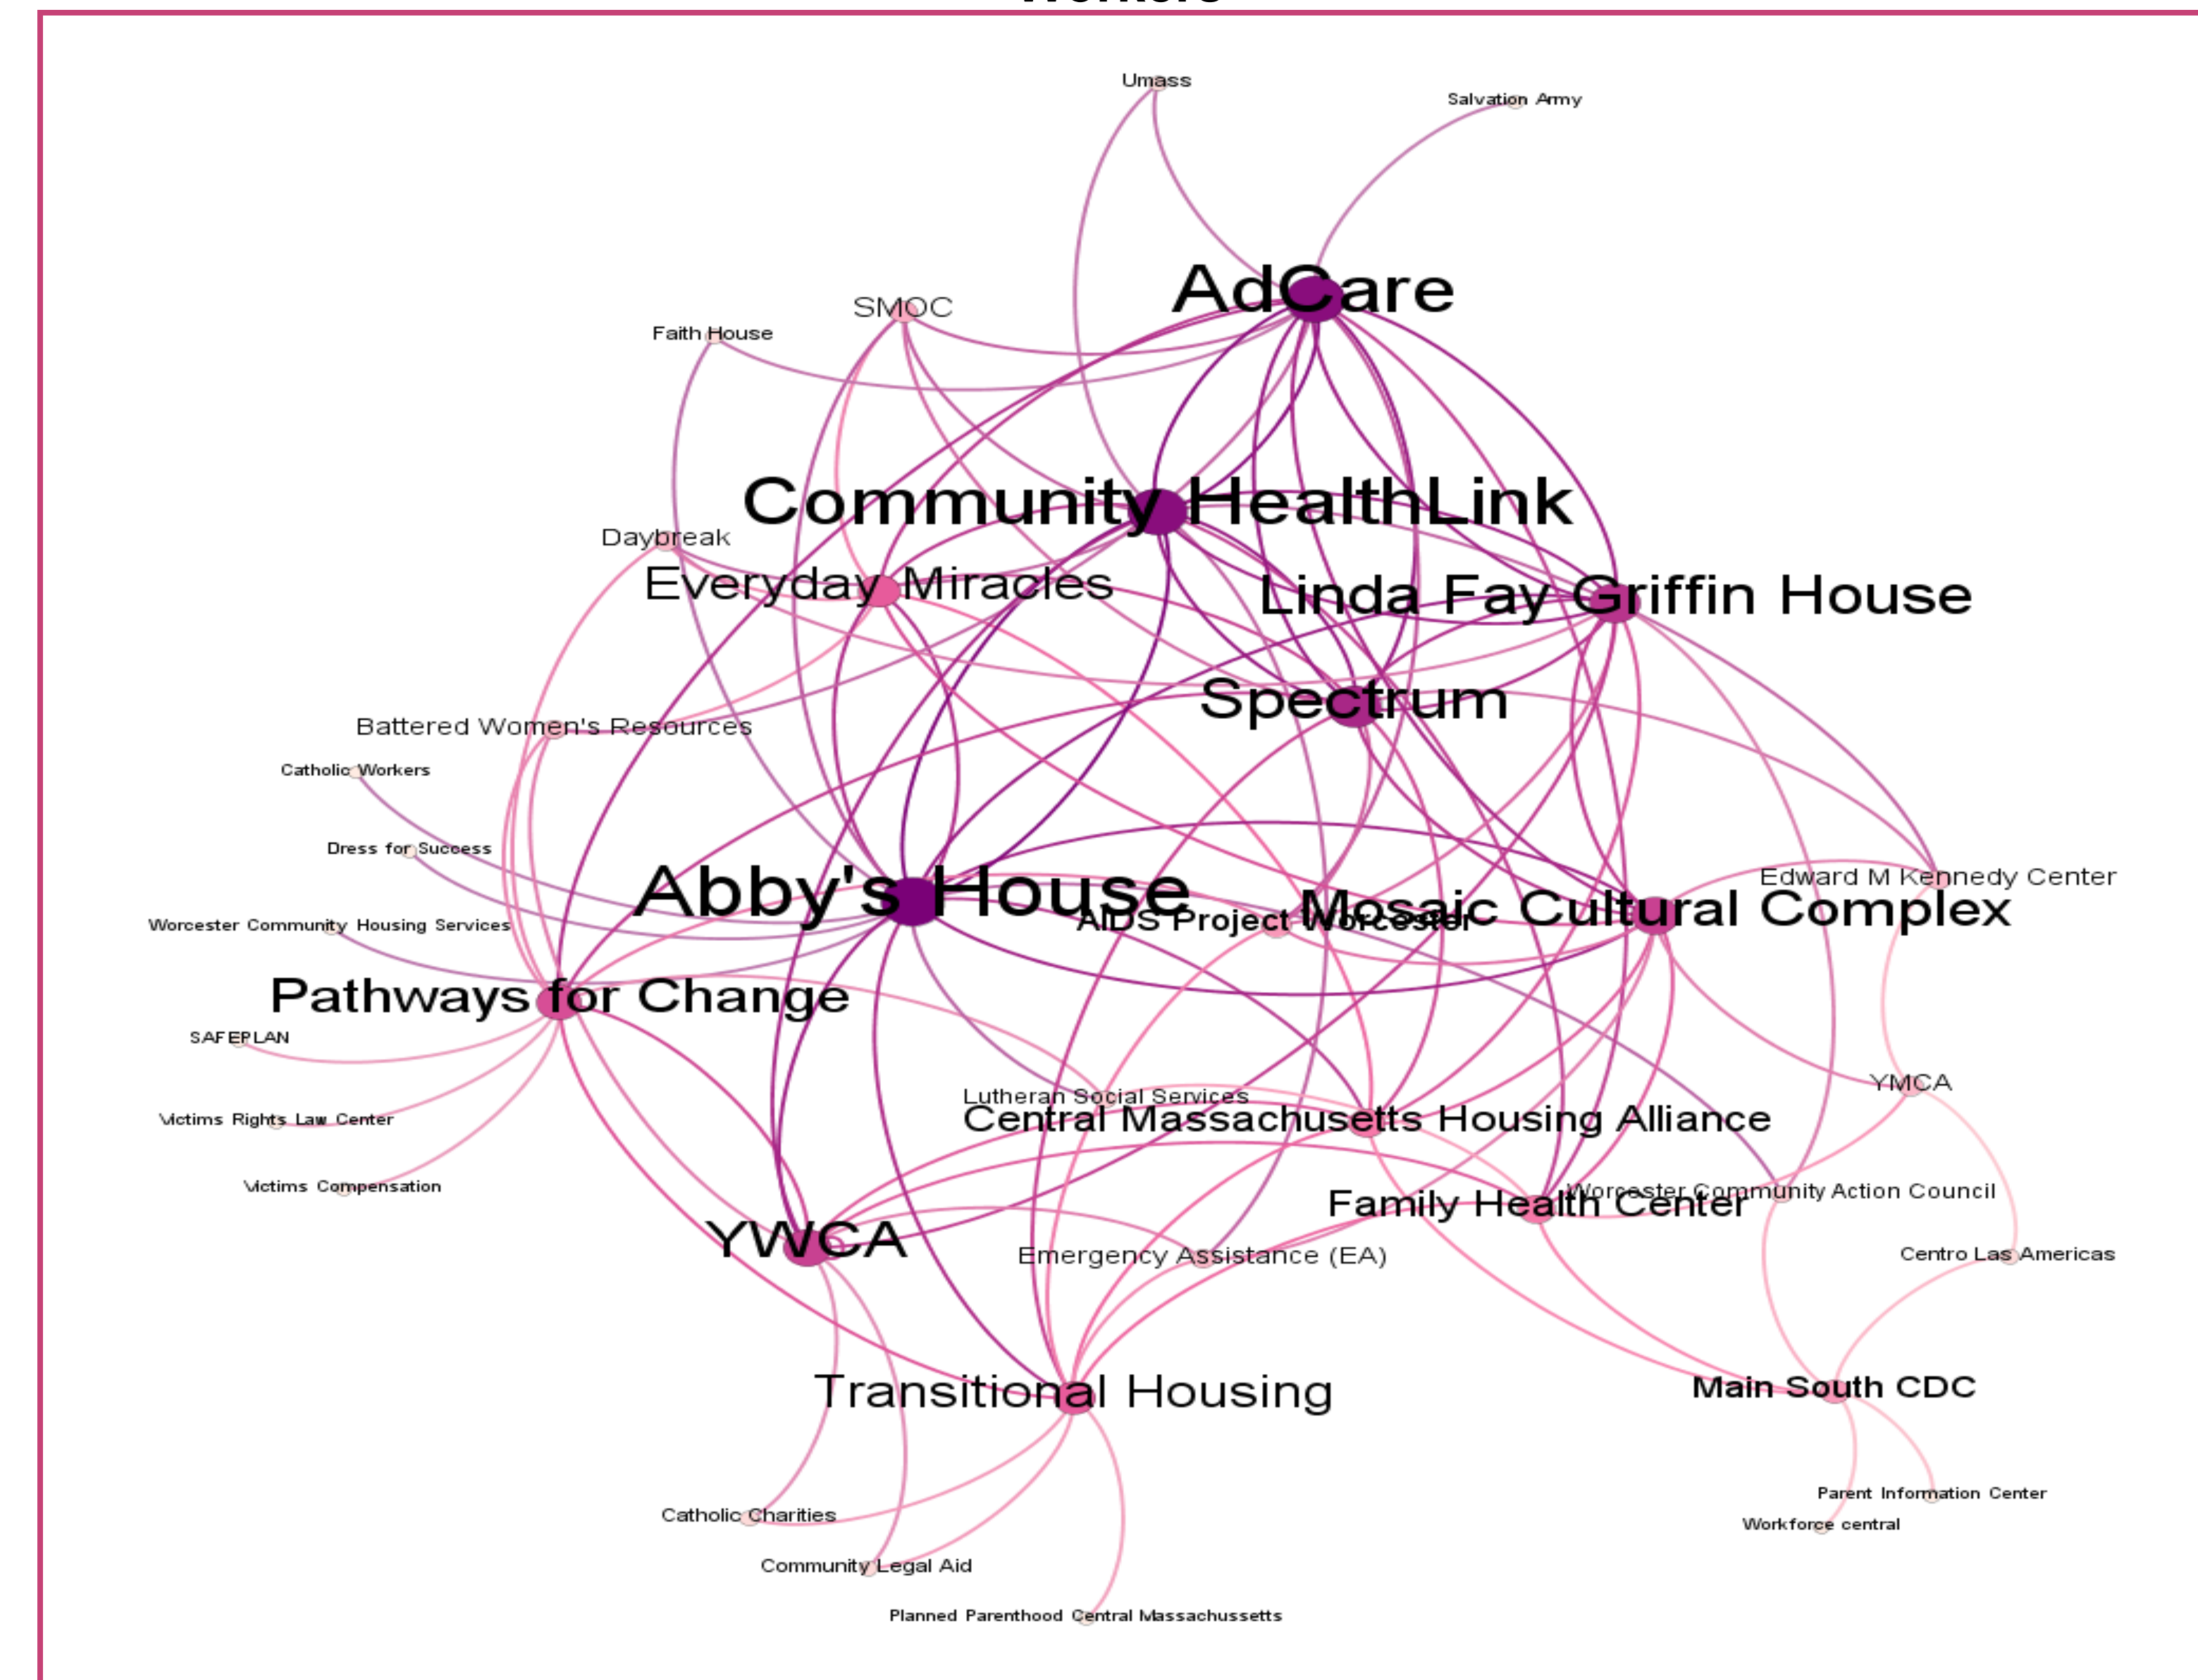 Workers
Umass
Salvation Army
AdCare
SMOC
Faith House
Community HealthLink
Daybreak
Everyday Miracles
Linda Fay Griffin House
Spectrum
Battered Women's Resources
Catholic Workers
Dress for Success
Edward M Kennedy Center
Abby's House
Mosaic Cultural Complex
AIDS Project Worcester
Worcester Community Housing Services
Pathways for Change
SAFEPLAN
YMCA
Lutheran Social Services
Central Massachusetts Housing Alliance
Victims Rights Law Center
Victims Compensation
Worcester Community Action Council
Family Health Center
YWCA
Emergency Assistance (EA)
Centro Las Americas
Transitional Housing
Main South CDC
Parent Information Center
Catholic Charities
Workforce central
Community Legal Aid
Planned Parenthood Central Massachussetts